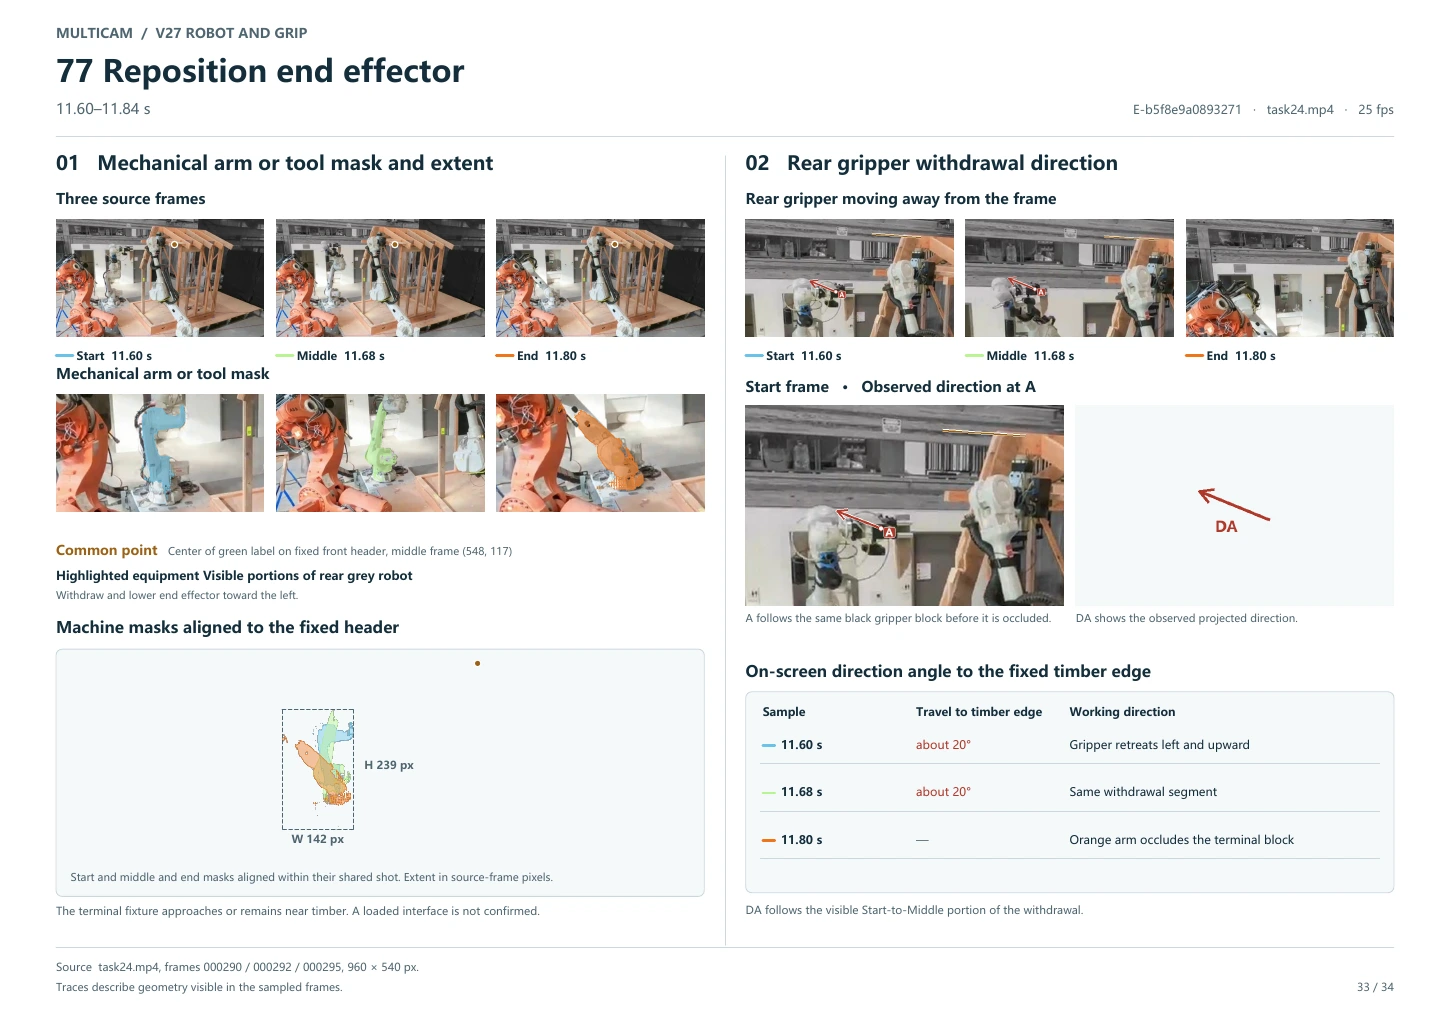 MULTICAM / V27 ROBOT AND GRIP
77 Reposition end effector
11.60–11.84 s
E-b5f8e9a0893271 · task24.mp4 · 25 fps
01 Mechanical arm or tool mask and extent
Three source frames
Start 11.60 s
Middle 11.68 s
End 11.80 s
Mechanical arm or tool mask
Common point Center of green label on fixed front header, middle frame (548, 117)
Highlighted equipment Visible portions of rear grey robot
Withdraw and lower end effector toward the left.
Machine masks aligned to the fixed header
H 239 px
W 142 px
Start and middle and end masks aligned within their shared shot. Extent in source-frame pixels.
The terminal fixture approaches or remains near timber. A loaded interface is not confirmed.
02 Rear gripper withdrawal direction
Rear gripper moving away from the frame
A
A
Start 11.60 s
Middle 11.68 s
End 11.80 s
Start frame • Observed direction at A
A
DA
A follows the same black gripper block before it is occluded.
DA shows the observed projected direction.
On-screen direction angle to the fixed timber edge
Sample Travel to timber edge Working direction
11.60 s about 20° Gripper retreats left and upward
11.68 s about 20° Same withdrawal segment
11.80 s — Orange arm occludes the terminal block
DA follows the visible Start-to-Middle portion of the withdrawal.
Source task24.mp4, frames 000290 / 000292 / 000295, 960 × 540 px.
Traces describe geometry visible in the sampled frames.
33 / 34